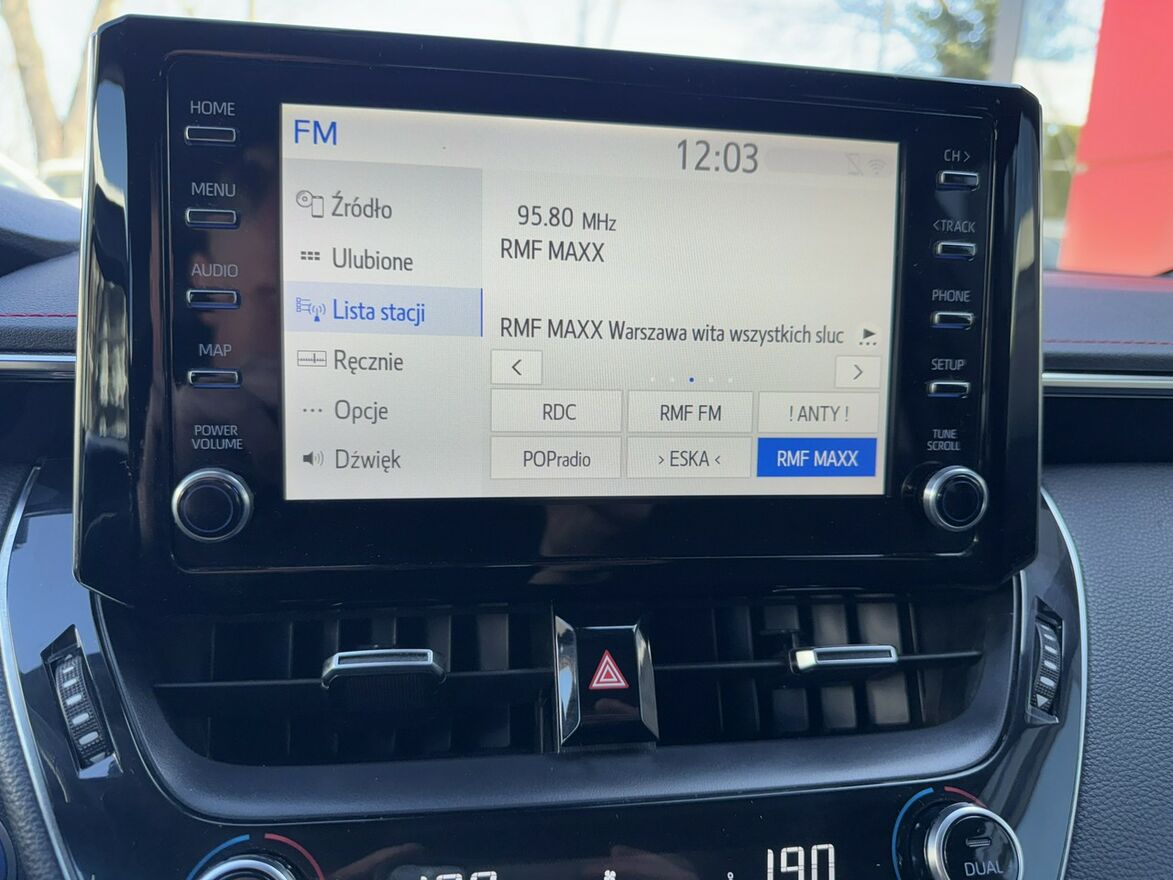 HOME
MENU
AUDIO
MAP
POWER
VOLUME
FM
12:03
Źródło
Ulubione
Lista stacji
Ręcznie
Opcje
Dźwięk
95.80 MHz
RMF MAXX
RMF MAXX Warszawa wita wszystkich sluc
<
>
RDC
RMF FM
! ANTY !
POPradio
> ESKA <
RMF MAXX
CH >
< TRACK
PHONE
SETUP
TUNE
SCROLL
190
DUAL